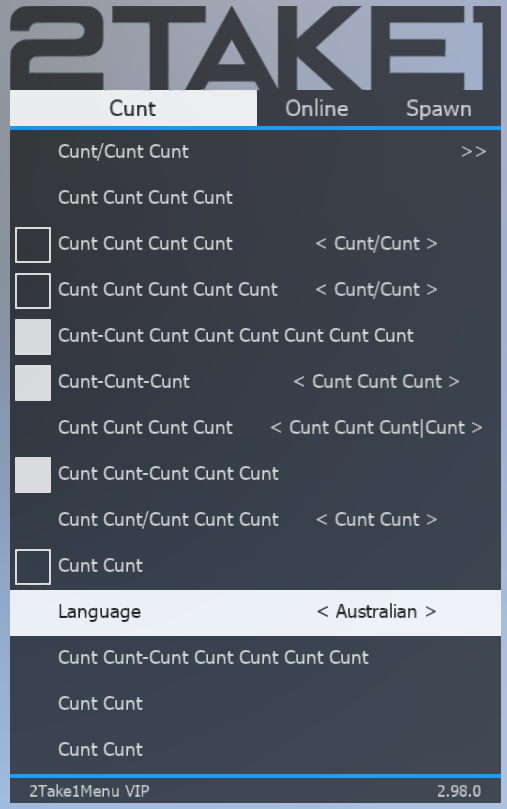 2TAKE1
Cunt Online Spawn
Cunt/Cunt Cunt >>
Cunt Cunt Cunt Cunt
Cunt Cunt Cunt Cunt < Cunt/Cunt >
Cunt Cunt Cunt Cunt Cunt < Cunt/Cunt >
Cunt-Cunt Cunt Cunt Cunt Cunt Cunt Cunt
Cunt-Cunt-Cunt < Cunt Cunt Cunt >
Cunt Cunt Cunt Cunt < Cunt Cunt Cunt|Cunt >
Cunt Cunt-Cunt Cunt Cunt
Cunt Cunt/Cunt Cunt Cunt < Cunt Cunt >
Cunt Cunt
Language < Australian >
Cunt Cunt-Cunt Cunt Cunt Cunt Cunt
Cunt Cunt
Cunt Cunt
2Take1Menu VIP 2.98.0